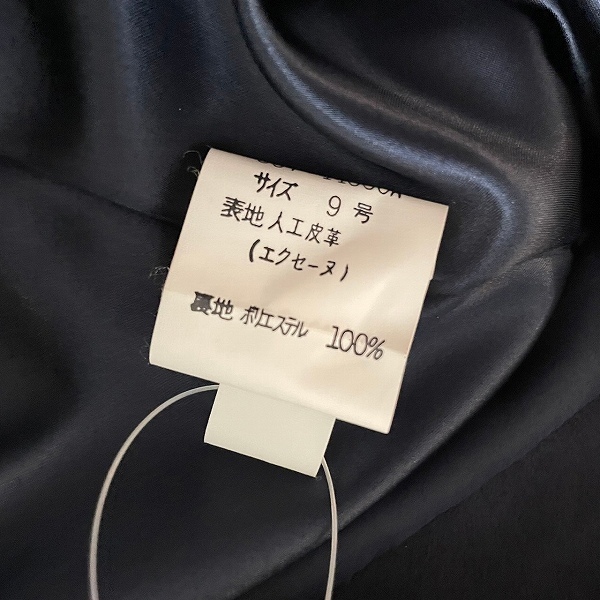 サイズ 9号
表地 人工皮革
(エクセーヌ)
裏地 ポリエステル 100%